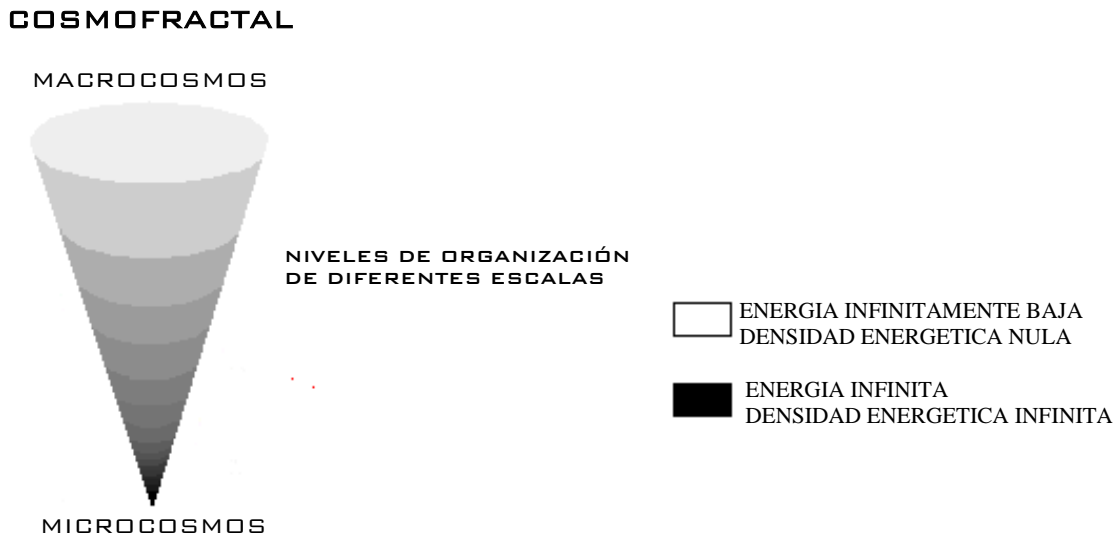 COSMOFRACTAL
MACROCOSMOS
NIVELES DE ORGANIZACIÓN
DE DIFERENTES ESCALAS
ENERGIA INFINITAMENTE BAJA
DENSIDAD ENERGETICA NULA
ENERGIA INFINITA
DENSIDAD ENERGETICA INFINITA
MICROCOSMOS